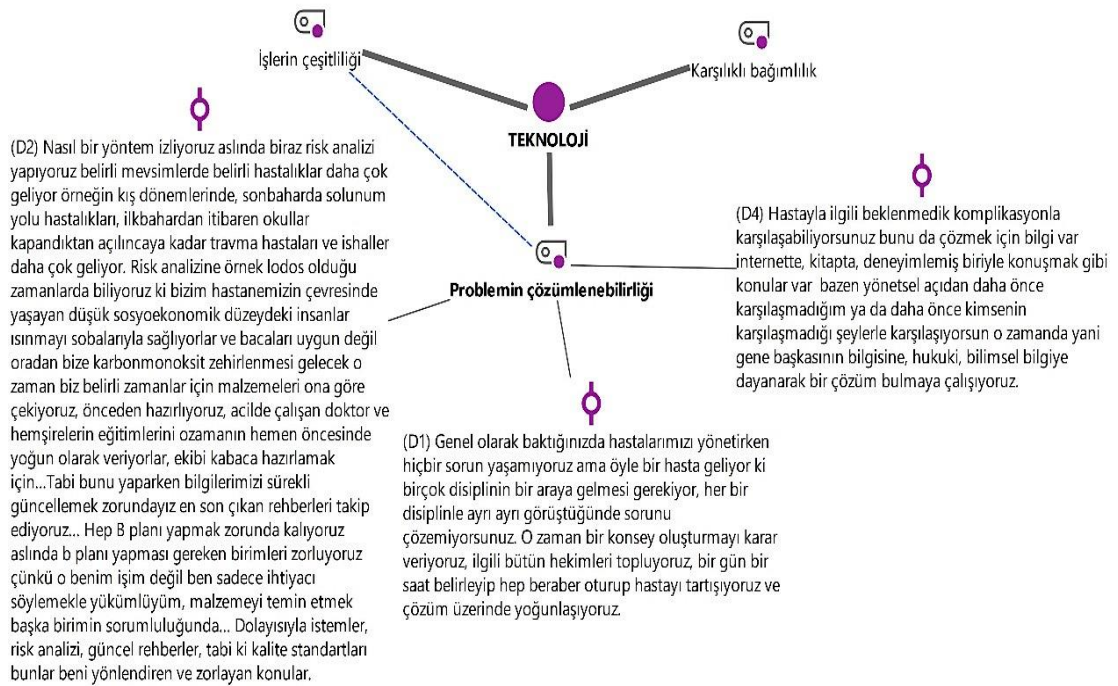 İşlerin çeşitliliği
Karşılıklı bağımlılık
TEKNOLOJİ
Problemin çözümlenebilirliği
(D2) Nasıl bir yöntem izliyoruz aslında biraz risk analizi
yapıyoruz belirli mevsimlerde belirli hastalıklar daha çok
geliyor örneğin kış dönemlerinde, sonbaharda solunum
yolu hastalıkları, ilkbahardan itibaren okullar
kapandıktan açılıncaya kadar travma hastaları ve ishaller
daha çok geliyor. Risk analizine örnek lodos olduğu
zamanlarda biliyoruz ki bizim hastanemizin çevresinde
yaşayan düşük sosyoekonomik düzeydeki insanlar
ısınmayı sobalarıyla sağlıyorlar ve bacaları uygun değil
oradan bize karbonmonoksit zehirlenmesi gelecek o
zaman biz belirli zamanlar için malzemeleri ona göre
çekiyoruz, önceden hazırlıyoruz, acilde çalışan doktor ve
hemşirelerin eğitimlerini ozamanın hemen öncesinde
yoğun olarak veriyorlar, ekibi kabaca hazırlamak
için...Tabi bunu yaparken bilgilerimizi sürekli
güncellemek zorundayız en son çıkan rehberleri takip
ediyoruz... Hep B planı yapmak zorunda kalıyoruz
aslında b planı yapması gereken birimleri zorluyoruz
çünkü o benim işim değil ben sadece ihtiyacı
söylemekle yükümlüyüm, malzemeyi temin etmek
başka birimin sorumluluğunda... Dolayısıyla istemler,
risk analizi, güncel rehberler, tabi ki kalite standartları
bunlar beni yönlendiren ve zorlayan konular.
(D1) Genel olarak baktığınızda hastalarımızı yönetirken
hiçbir sorun yaşamıyoruz ama öyle bir hasta geliyor ki
birçok disiplinin bir araya gelmesi gerekiyor, her bir
disiplinle ayrı ayrı görüştüğünde sorunu
çözemiyorsunuz. O zaman bir konsey oluşturmayı karar
veriyoruz, ilgili bütün hekimleri topluyoruz, bir gün bir
saat belirleyip hep beraber oturup hastayı tartışıyoruz ve
çözüm üzerinde yoğunlaşıyoruz.
(D4) Hastayla ilgili beklenmedik komplikasyonla
karşılaşabiliyorsunuz bunu da çözmek için bilgi var
internette, kitapta, deneyimlemiş biriyle konuşmak gibi
konular var bazen yönetsel açıdan daha önce
karşılaşmadığım ya da daha önce kimsenin
karşılaşmadığı şeylerle karşılaşıyorsun o zamanda yani
gene başkasının bilgisine, hukuki, bilimsel bilgiye
dayanarak bir çözüm bulmaya çalışıyoruz.